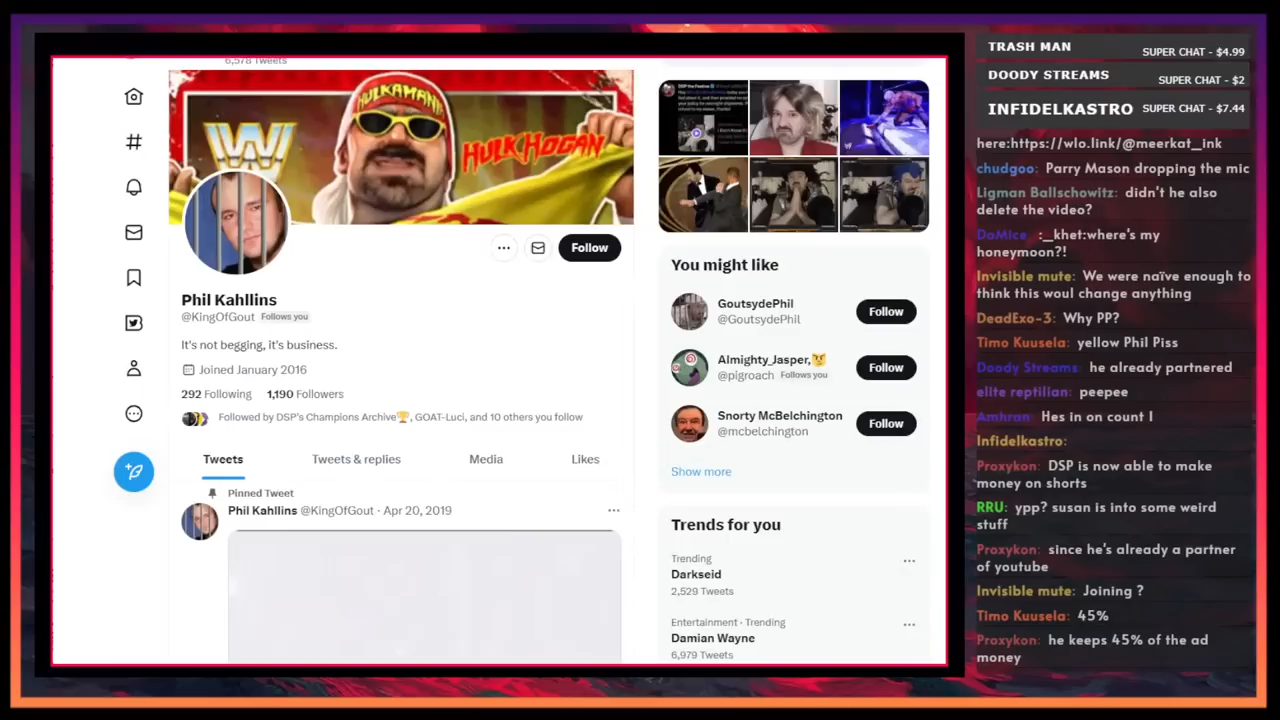 6,578 Tweets
HULKAMANIA
HULK HOGAN
Follow
Phil Kahllins
@KingOfGout Follows you
It's not begging, it's business.
Joined January 2016
292 Following 1,190 Followers
Followed by DSP's Champions Archive🏆, GOAT-Luci, and 10 others you follow
Tweets Tweets & replies Media Likes
Pinned Tweet
Phil Kahllins @KingOfGout · Apr 20, 2019
You might like
GoutsydePhil
@GoutsydePhil
Follow
Almighty_Jasper,😼
@pigroach Follows you
Follow
Snorty McBelchington
@mcbelchington
Follow
Show more
Trends for you
Trending
Darkseid
2,529 Tweets
Entertainment · Trending
Damian Wayne
6,979 Tweets
TRASH MAN SUPER CHAT - $4.99
DOODY STREAMS SUPER CHAT - $2
INFIDELKASTRO SUPER CHAT - $7.44
here:https://wlo.link/@meerkat_ink
chudgoo: Parry Mason dropping the mic
Ligman Ballschowitz: didn't he also
delete the video?
DaMice :_khet:where's my
honeymoon?!
Invisible mute: We were naïve enough to
think this woul change anything
DeadExo-3: Why PP?
Timo Kuusela: yellow Phil Piss
Doody Streams: he already partnered
elite reptilian: peepee
Amhran: Hes in on count 1
Infidelkastro:
Proxykon: DSP is now able to make
money on shorts
RRU: ypp? susan is into some weird
stuff
Proxykon: since he's already a partner
of youtube
Invisible mute: Joining ?
Timo Kuusela: 45%
Proxykon: he keeps 45% of the ad
money